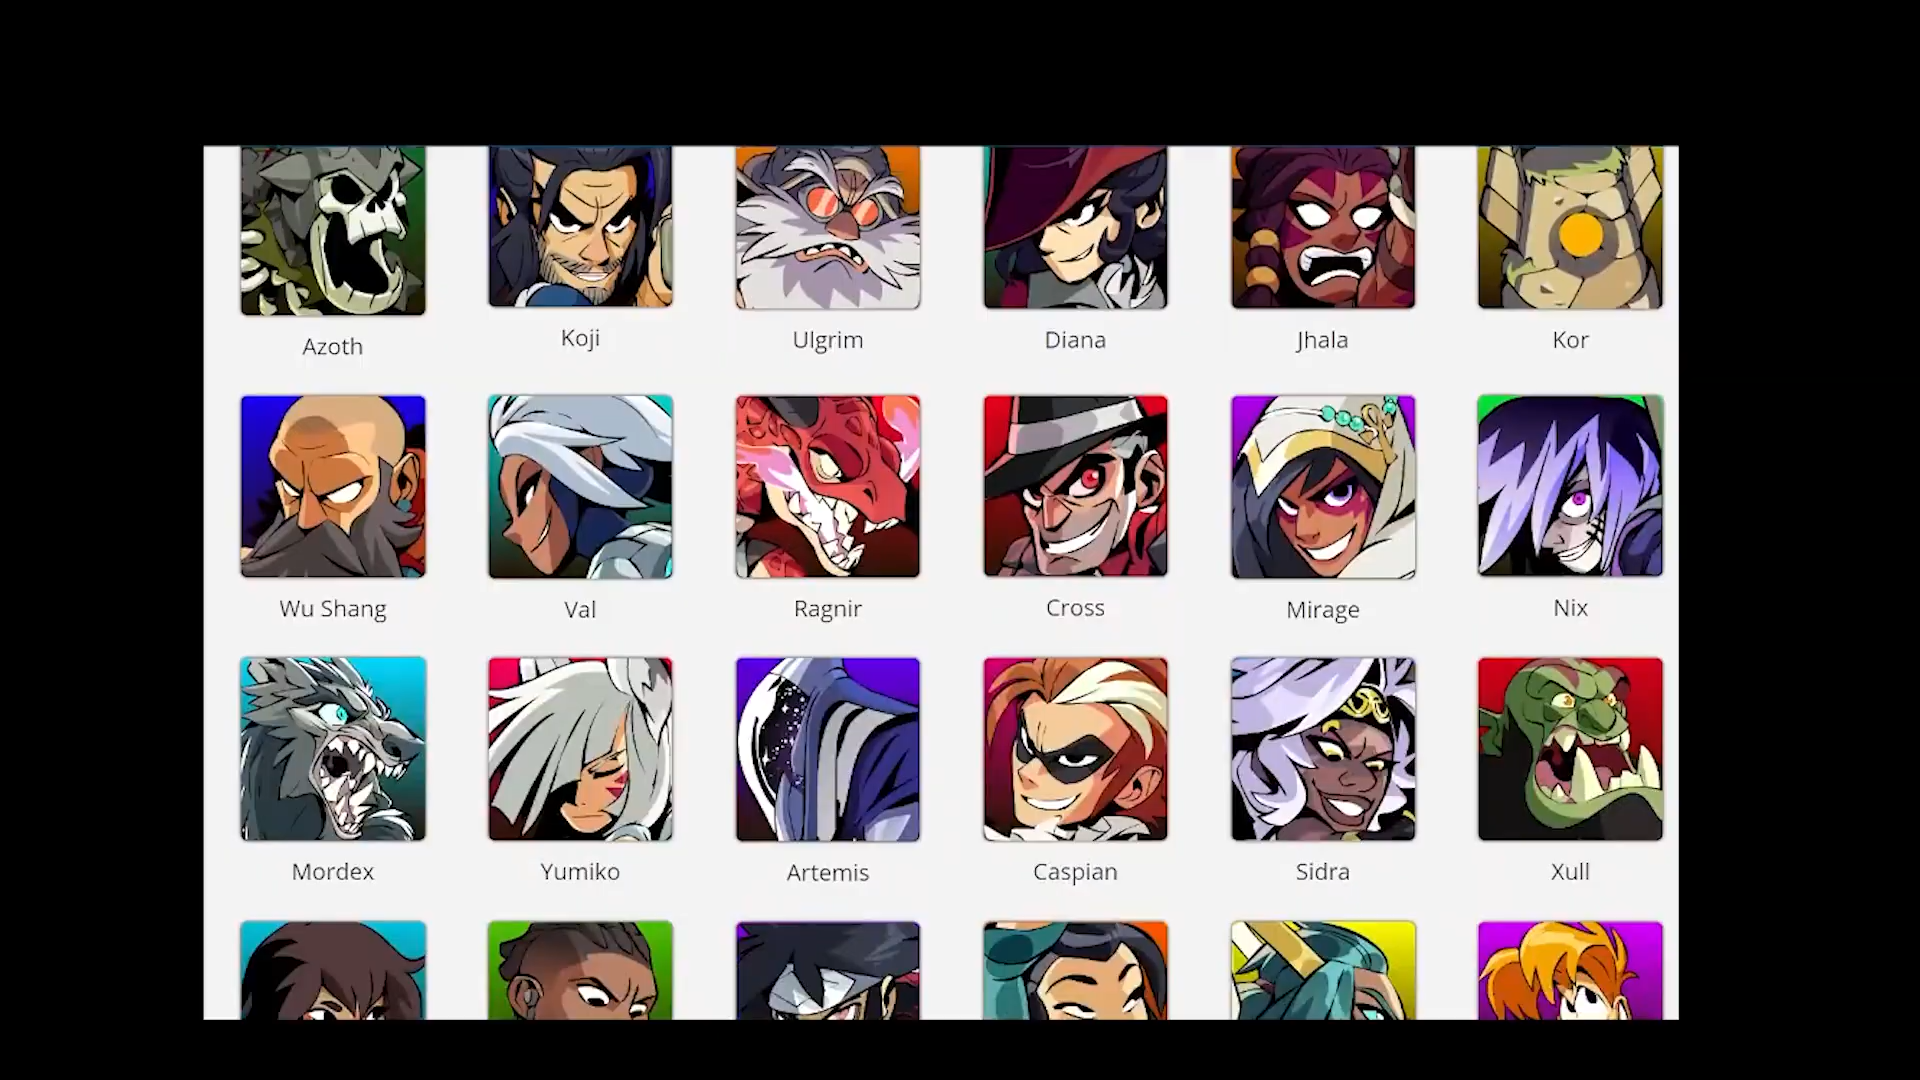 Azoth
Koji
Ulgrim
Diana
Jhala
Kor
Wu Shang
Val
Ragnir
Cross
Mirage
Nix
Mordex
Yumiko
Artemis
Caspian
Sidra
Xull